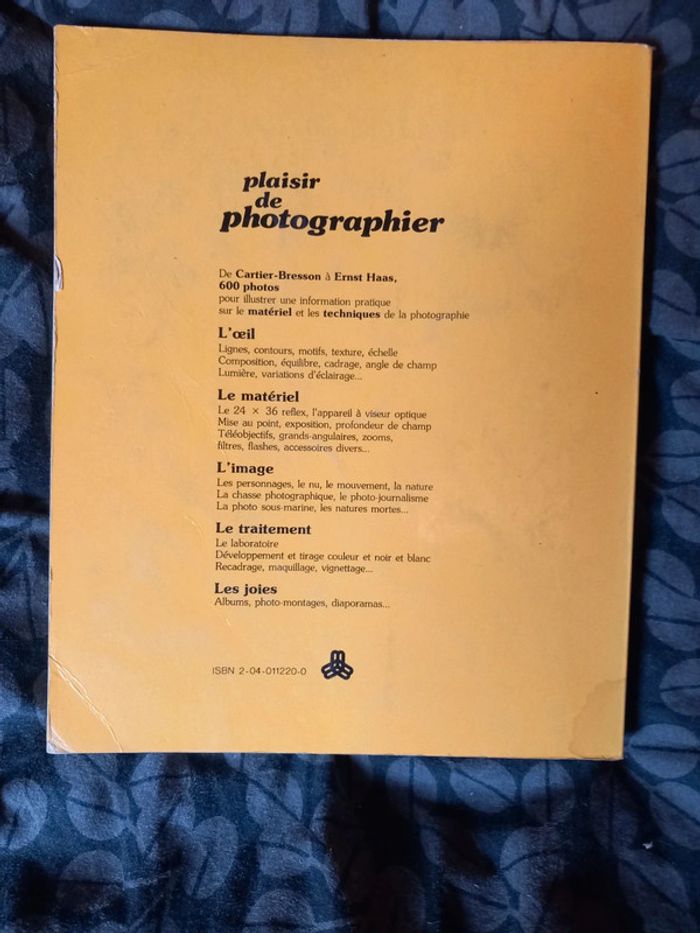 plaisir
de
photographier
De Cartier-Bresson à Ernst Haas,
600 photos
pour illustrer une information pratique
sur le matériel et les techniques de la photographie
L'œil
Lignes, contours, motifs, texture, échelle
Composition, équilibre, cadrage, angle de champ
Lumière, variations d'éclairage...
Le matériel
Le 24 × 36 reflex, l'appareil à viseur optique
Mise au point, exposition, profondeur de champ
Téléobjectifs, grands-angulaires, zooms,
filtres, flashes, accessoires divers...
L'image
Les personnages, le nu, le mouvement, la nature
La chasse photographique, le photo-journalisme
La photo sous-marine, les natures mortes...
Le traitement
Le laboratoire
Développement et tirage couleur et noir et blanc
Recadrage, maquillage, vignettage...
Les joies
Albums, photo-montages, diaporamas...
ISBN 2-04-011220-0